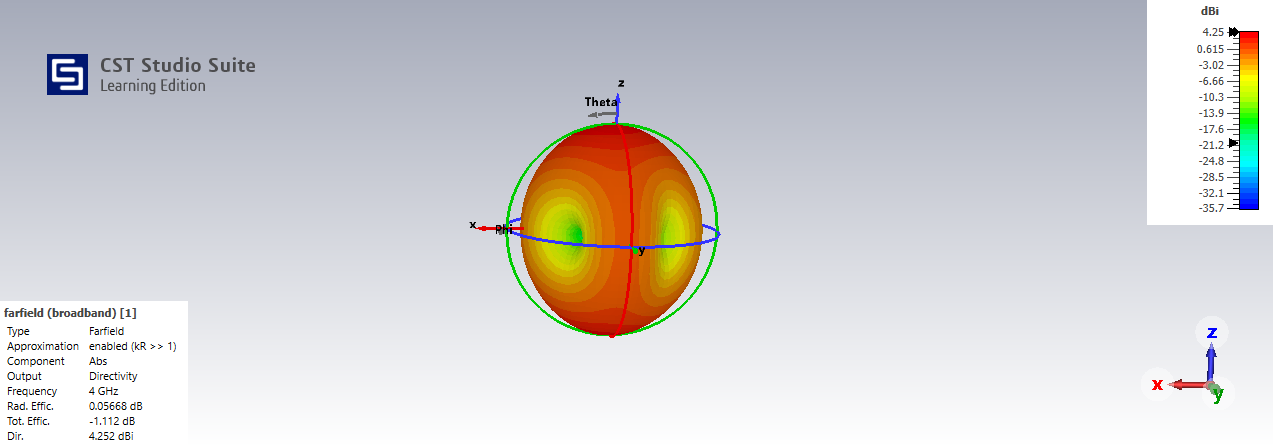 CST Studio Suite
Learning Edition
dBi
4.25
0.615
-3.02
-6.66
-10.3
-13.9
-17.6
-21.2
-24.8
-28.5
-32.1
-35.7
z
Theta
x
Phi
y
farfield (broadband) [1]
Type Farfield
Approximation enabled (kR >> 1)
Component Abs
Output Directivity
Frequency 4 GHz
Rad. Effic. 0.05668 dB
Tot. Effic. -1.112 dB
Dir. 4.252 dBi
z
x
y